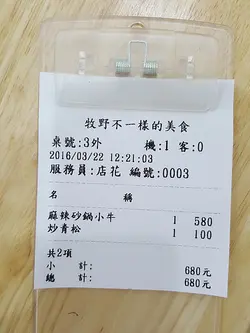 牧野不一樣的美食
桌號:3外 機:1 客:0
2016/03/22 12:21:03
服務員:店花 編號:0003
名 稱
麻辣砂鍋小牛 1 580
炒青松 1 100
共2項
小 計: 680元
總 計: 680元